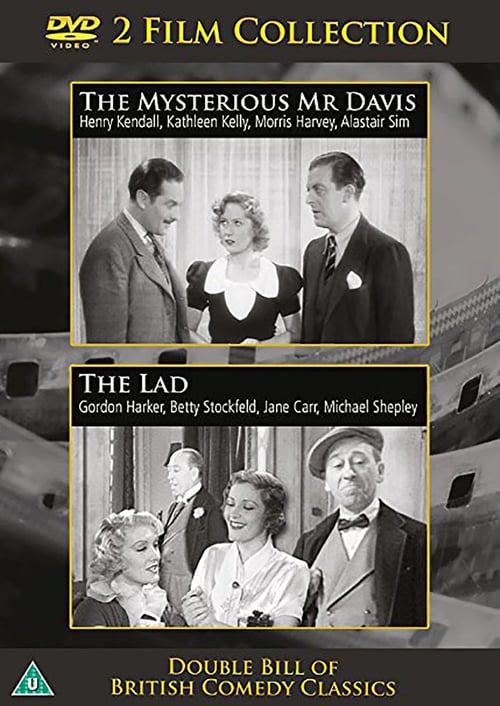 DVD
VIDEO™
2 Film Collection
The Mysterious Mr Davis
Henry Kendall, Kathleen Kelly, Morris Harvey, Alastair Sim
The Lad
Gordon Harker, Betty Stockfeld, Jane Carr, Michael Shepley
U
Double Bill of
British Comedy Classics